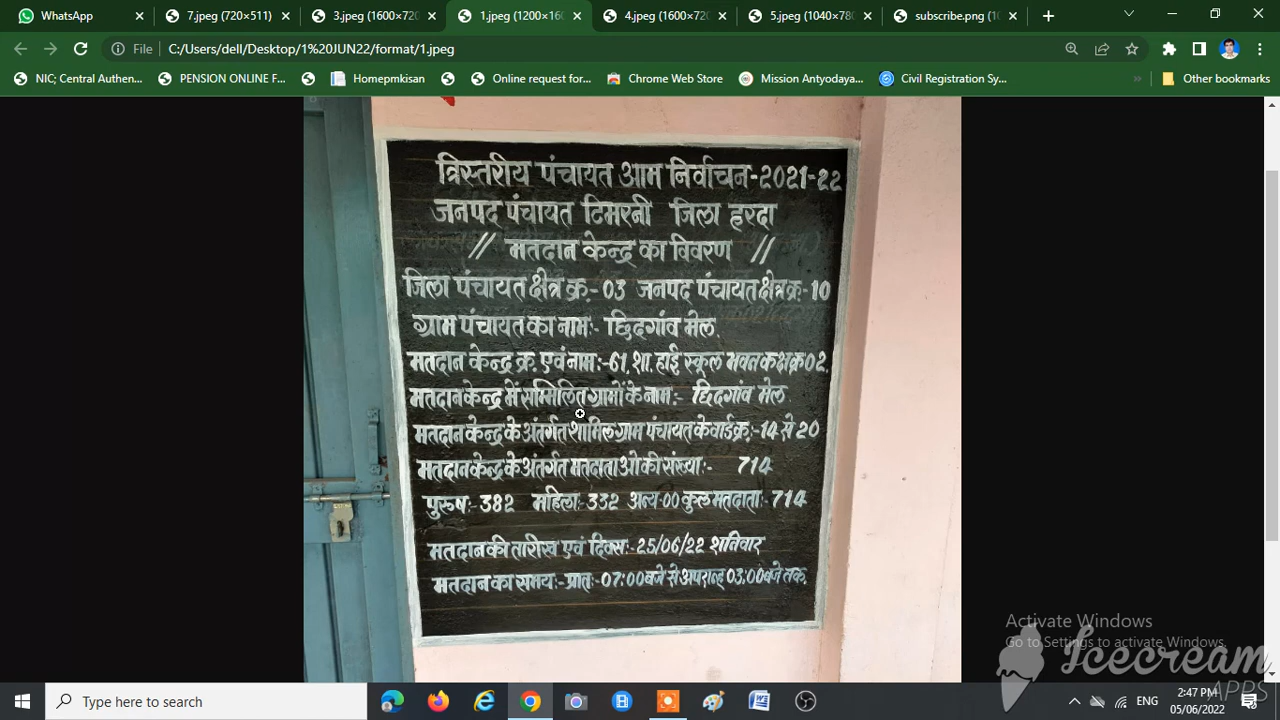 WhatsApp
7.jpeg (720×511)
3.jpeg (1600×720
1.jpeg (1200×16
4.jpeg (1600×720
5.jpeg (1040×780
subscribe.png (1
File
C:/Users/dell/Desktop/1%20JUN22/format/1.jpeg
NIC; Central Authen...
PENSION ONLINE F...
Homepmkisan
Online request for...
Chrome Web Store
Mission Antyodaya...
Civil Registration Sy...
Other bookmarks
त्रिस्तरीय पंचायत आम निर्वाचन-2021-22
जनपद पंचायत टिमरनी जिला हरदा
// मतदान केन्द्र का विवरण //
जिला पंचायत क्षेत्र क्र.- 03 जनपद पंचायत क्षेत्र क्र:-10
ग्राम पंचायत का नाम:- छिदगांव मेल.
मतदान केन्द्र क्र. एवं नाम:-61, शा. हाई स्कूल भवन कक्ष क्र 02.
मतदान केन्द्र में सम्मिलित ग्रामों के नाम:- छिदगांव मेल.
मतदान केन्द्र के अंतर्गत शामिल ग्राम पंचायत के वार्ड क्र:-14 से 20
मतदान केन्द्र के अंतर्गत मतदाताओ की संख्या:- 714
पुरूष:-382 महिला:-332 अन्य-00 कुल मतदाता:-714
मतदान की तारीख एवं दिवस:-25/06/22 शनिवार
मतदान का समय:-प्रात:-07:00 बजे से अपरान्ह 03:00 बजे तक.
Activate Windows
Go to Settings to activate Windows.
Icecream
APPS
Type here to search
ENG
2:47 PM
05/06/2022